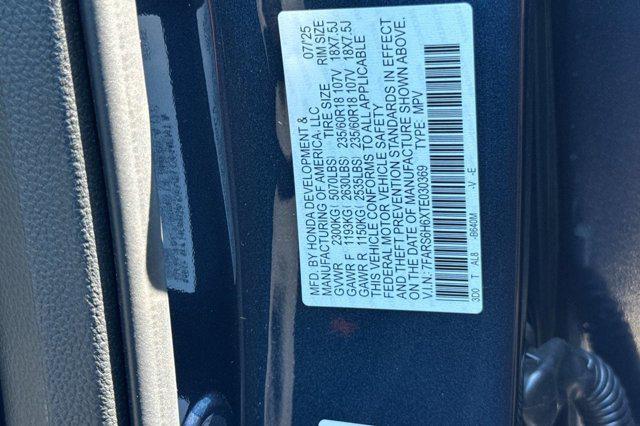 MFD. BY HONDA DEVELOPMENT & 07/'25
MANUFACTURING OF AMERICA, LLC
TIRE SIZE RIM SIZE
GVWR 2300KG( 5070LBS) 235/60R18 107V 18X7.5J
GAWR F 1193KG( 2630LBS) 235/60R18 107V 18X7.5J
GAWR R 1150KG( 2535LBS)
THIS VEHICLE CONFORMS TO ALL APPLICABLE
FEDERAL MOTOR VEHICLE SAFETY
AND THEFT PREVENTION STANDARDS IN EFFECT
ON THE DATE OF MANUFACTURE SHOWN ABOVE.
V.I.N.: 7FARS6H6XTE030369 TYPE: MPV
3D0 T AL8 -B640M -V -E